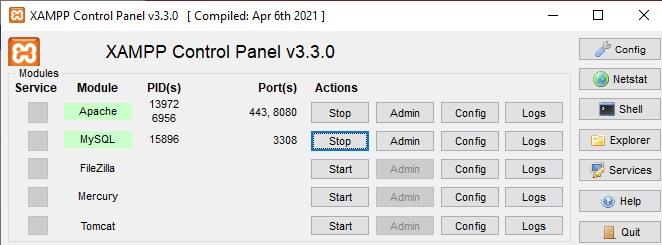 XAMPP Control Panel v3.3.0 [ Compiled: Apr 6th 2021 ]
XAMPP Control Panel v3.3.0
Config
Modules
Service Module PID(s) Port(s) Actions
Netstat
Apache 13972 6956 443, 8080 Stop Admin Config Logs
Shell
MySQL 15896 3308 Stop Admin Config Logs
Explorer
FileZilla Start Admin Config Logs
Services
Mercury Start Admin Config Logs
Help
Tomcat Start Admin Config Logs
Quit